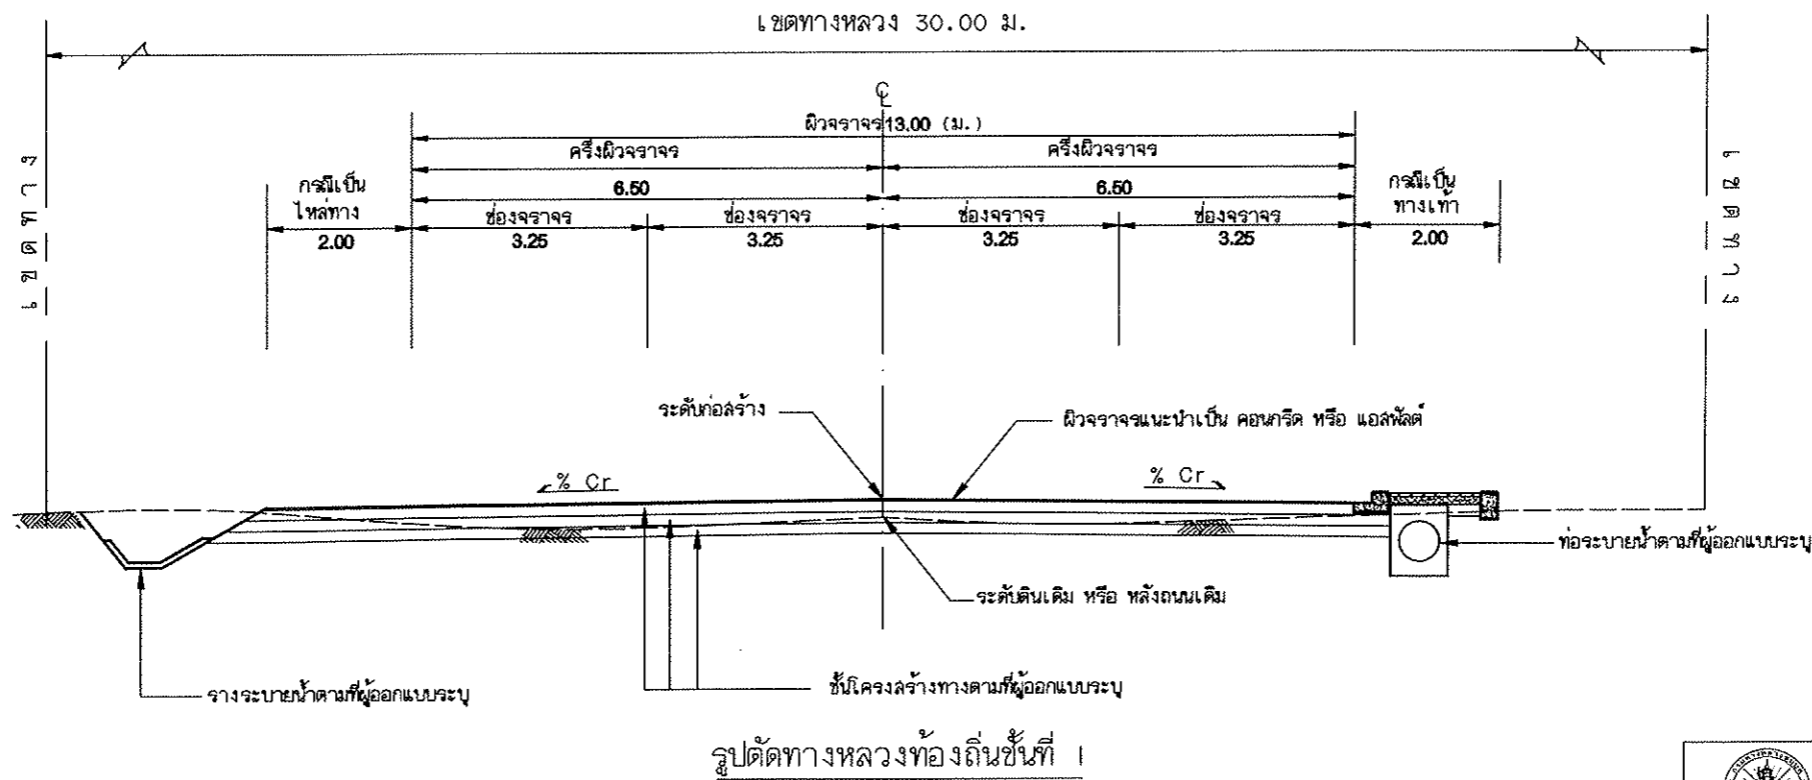 เขตทางหลวง 30.00 ม.
℄
ผิวจราจร 13.00 (ม.)
ครึ่งผิวจราจร
ครึ่งผิวจราจร
กรณีเป็น
ไหล่ทาง
6.50
6.50
กรณีเป็น
ทางเท้า
ช่องจราจร
ช่องจราจร
ช่องจราจร
ช่องจราจร
2.00
3.25
3.25
3.25
3.25
2.00
เขตทาง
เขตทาง
ระดับก่อสร้าง
ผิวจราจรแนะนำเป็น คอนกรีต หรือ แอสฟัลต์
% Cr
% Cr
ท่อระบายน้ำตามที่ผู้ออกแบบระบุ
ระดับดินเดิม หรือ หลังถนนเดิม
รางระบายน้ำตามที่ผู้ออกแบบระบุ
ชั้นโครงสร้างทางตามที่ผู้ออกแบบระบุ
รูปตัดทางหลวงท้องถิ่นชั้นที่ 1